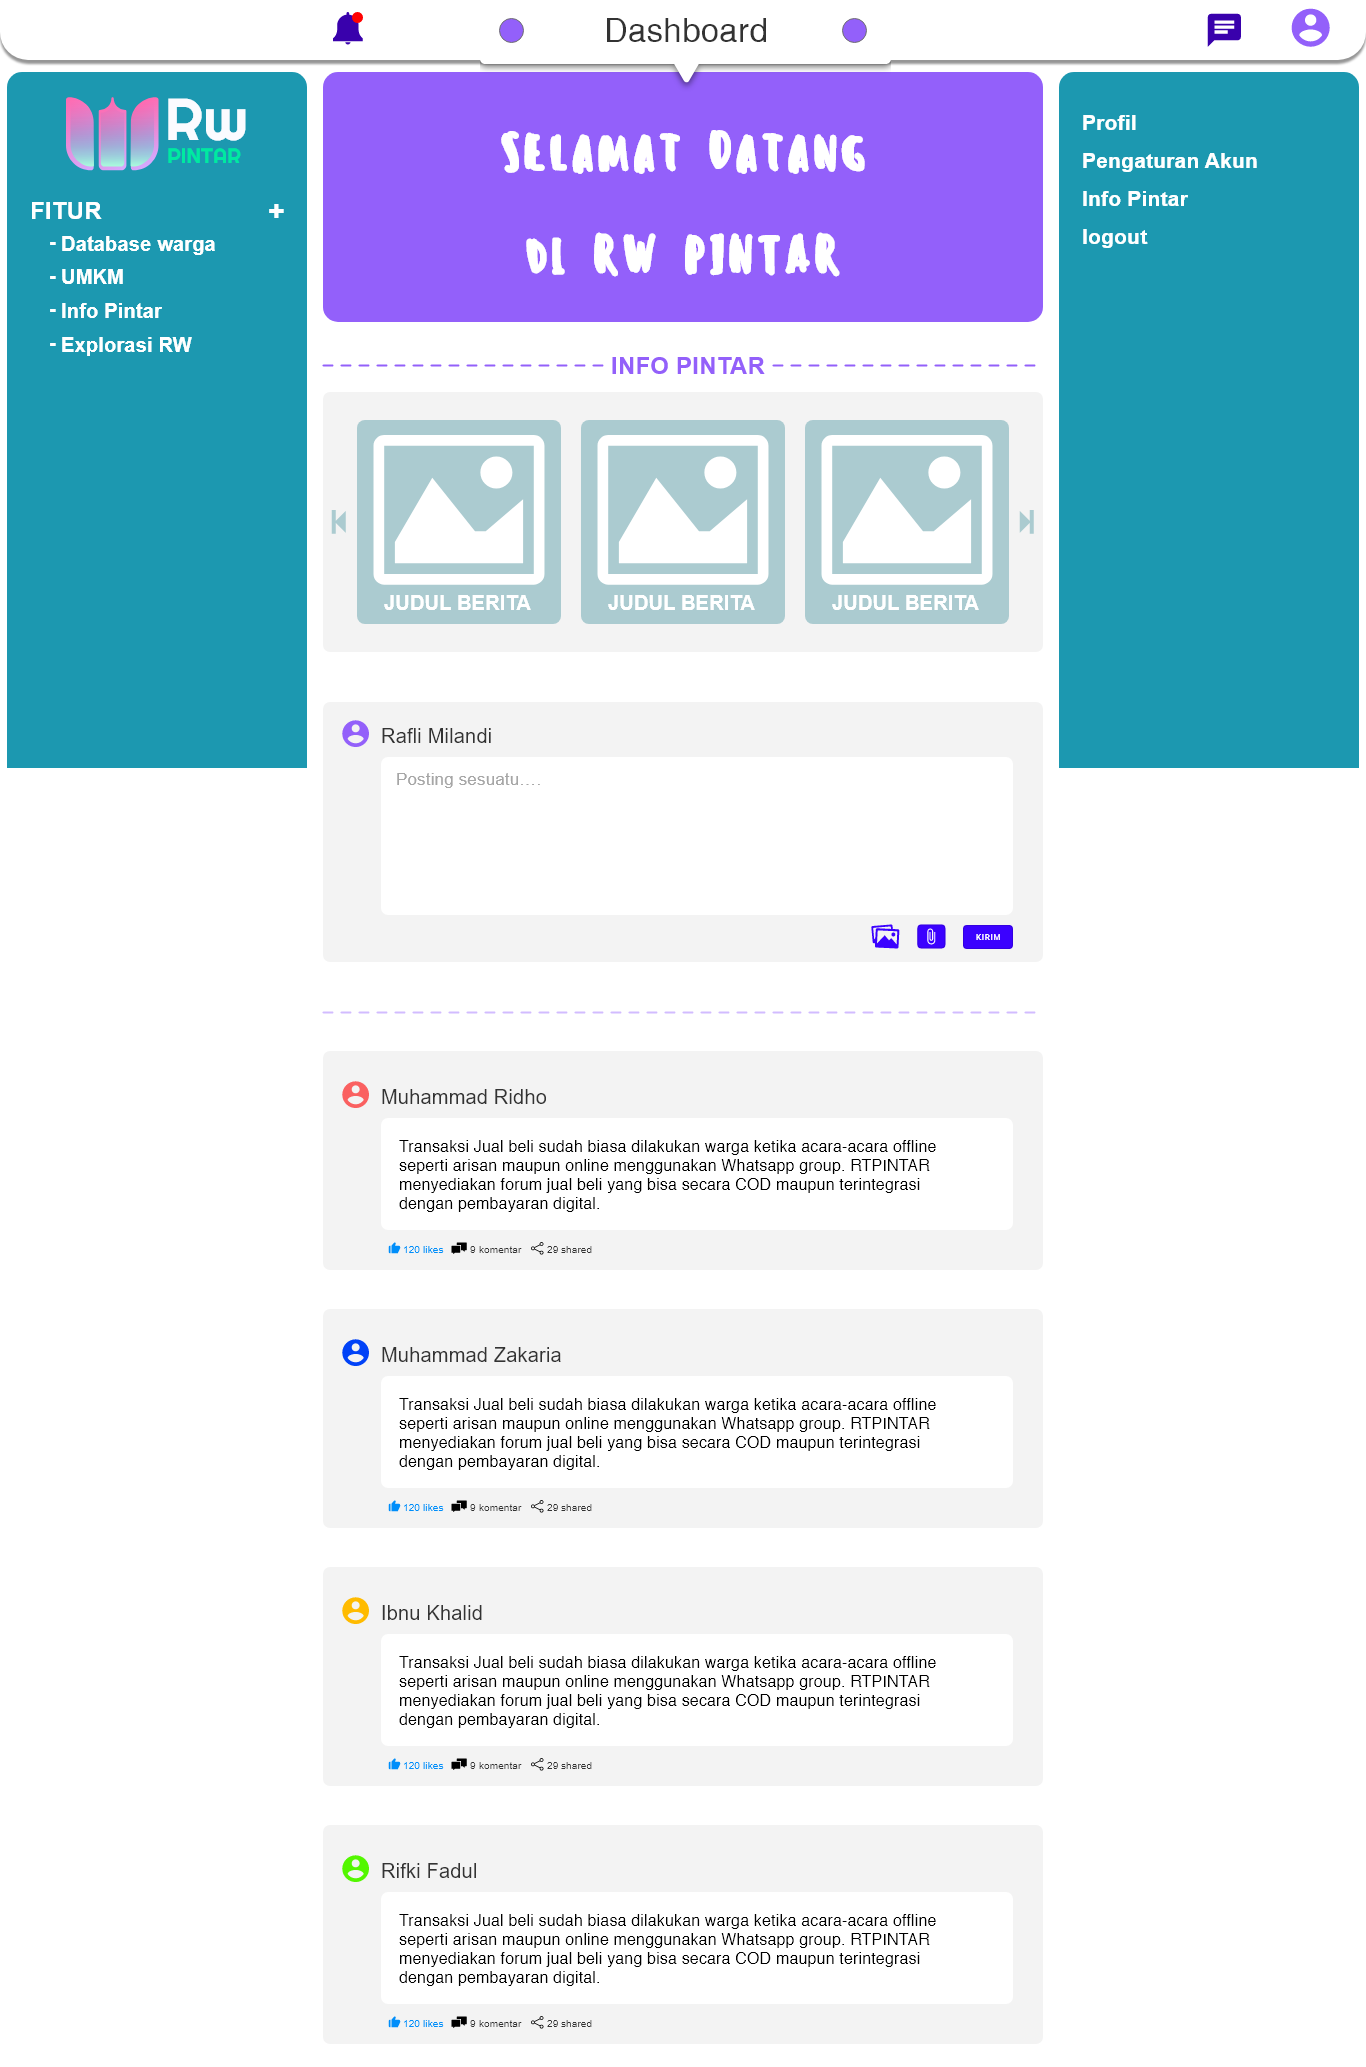 Dashboard
Rw
PINTAR
FITUR +
- Database warga
- UMKM
- Info Pintar
- Explorasi RW
SELAMAT DATANG
DI RW PINTAR
Profil
Pengaturan Akun
Info Pintar
logout
INFO PINTAR
JUDUL BERITA
JUDUL BERITA
JUDUL BERITA
Rafli Milandi
Posting sesuatu....
KIRIM
Muhammad Ridho
Transaksi Jual beli sudah biasa dilakukan warga ketika acara-acara offline
seperti arisan maupun online menggunakan Whatsapp group. RTPINTAR
menyediakan forum jual beli yang bisa secara COD maupun terintegrasi
dengan pembayaran digital.
120 likes 9 komentar 29 shared
Muhammad Zakaria
Transaksi Jual beli sudah biasa dilakukan warga ketika acara-acara offline
seperti arisan maupun online menggunakan Whatsapp group. RTPINTAR
menyediakan forum jual beli yang bisa secara COD maupun terintegrasi
dengan pembayaran digital.
120 likes 9 komentar 29 shared
Ibnu Khalid
Transaksi Jual beli sudah biasa dilakukan warga ketika acara-acara offline
seperti arisan maupun online menggunakan Whatsapp group. RTPINTAR
menyediakan forum jual beli yang bisa secara COD maupun terintegrasi
dengan pembayaran digital.
120 likes 9 komentar 29 shared
Rifki Fadul
Transaksi Jual beli sudah biasa dilakukan warga ketika acara-acara offline
seperti arisan maupun online menggunakan Whatsapp group. RTPINTAR
menyediakan forum jual beli yang bisa secara COD maupun terintegrasi
dengan pembayaran digital.
120 likes 9 komentar 29 shared